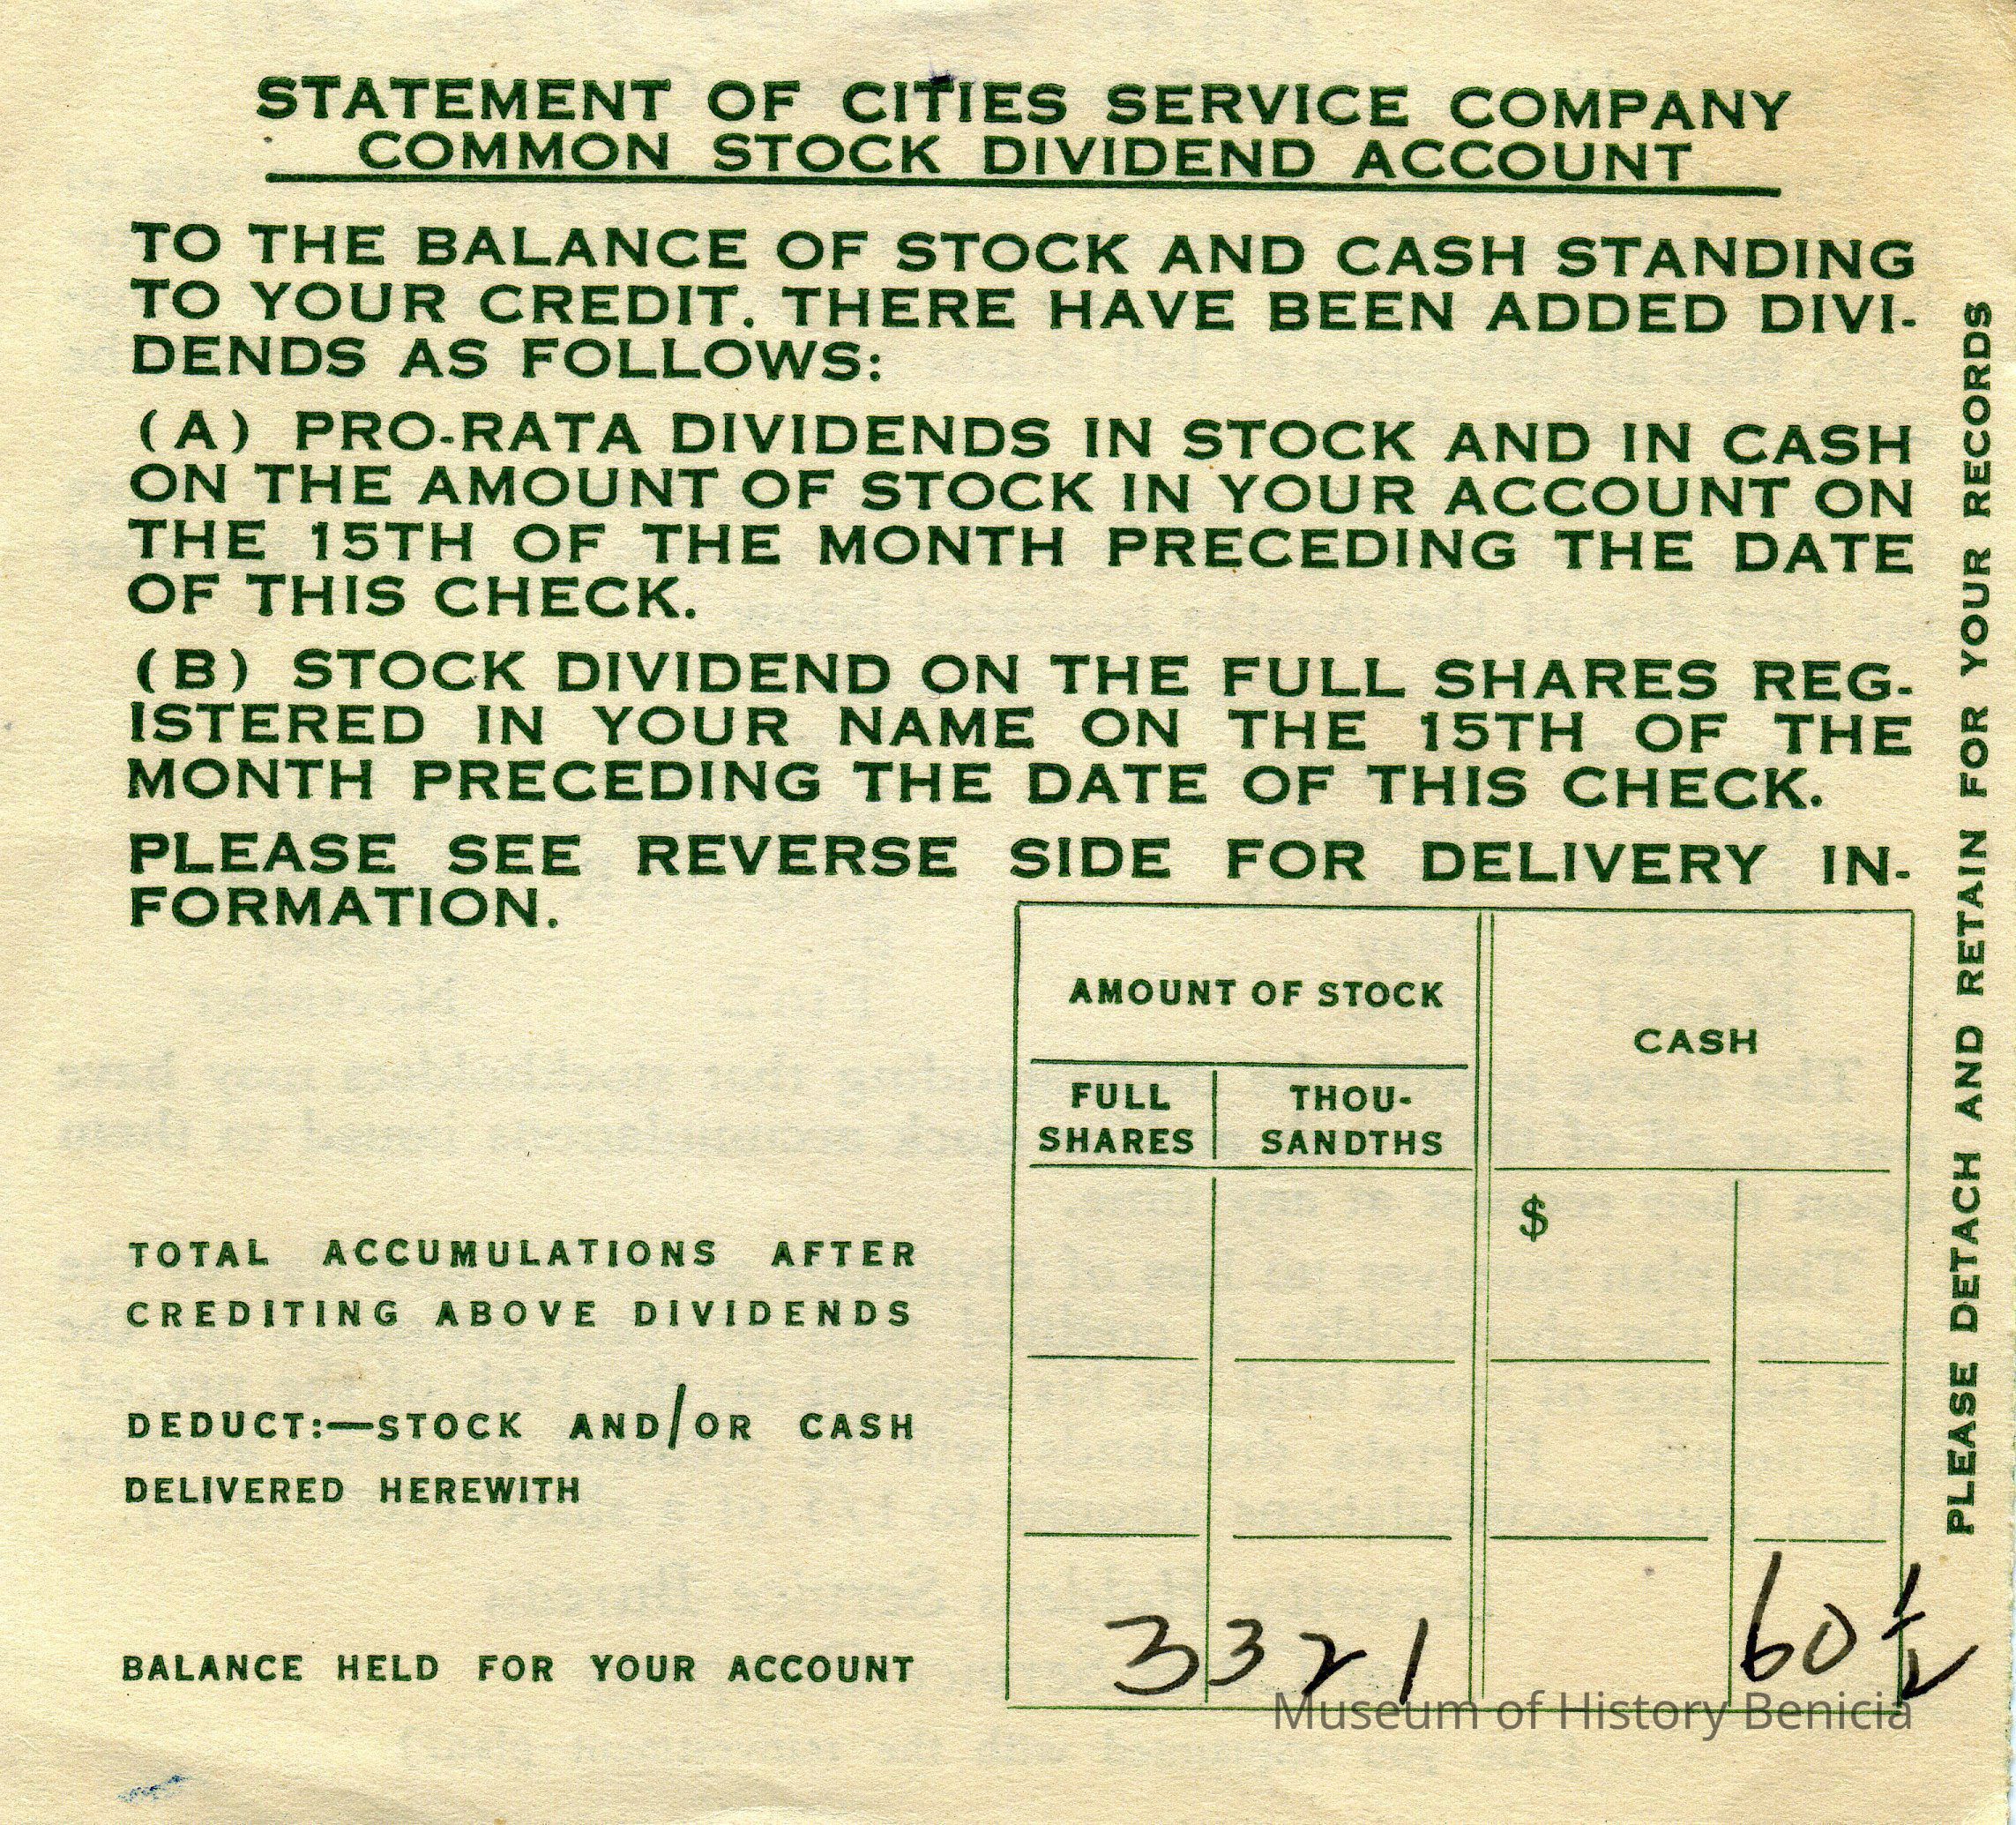 STATEMENT OF CITIES SERVICE COMPANY
COMMON STOCK DIVIDEND ACCOUNT
TO THE BALANCE OF STOCK AND CASH STANDING
TO YOUR CREDIT. THERE HAVE BEEN ADDED DIVI-
DENDS AS FOLLOWS:
(A) PRO-RATA DIVIDENDS IN STOCK AND IN CASH
ON THE AMOUNT OF STOCK IN YOUR ACCOUNT ON
THE 15TH OF THE MONTH PRECEDING THE DATE
OF THIS CHECK.
(B) STOCK DIVIDEND ON THE FULL SHARES REG-
ISTERED IN YOUR NAME ON THE 15TH OF THE
MONTH PRECEDING THE DATE OF THIS CHECK.
PLEASE SEE REVERSE SIDE FOR DELIVERY IN-
FORMATION.
AMOUNT OF STOCK
CASH
FULL
SHARES
THOU-
SANDTHS
$
TOTAL ACCUMULATIONS AFTER
CREDITING ABOVE DIVIDENDS
DEDUCT:—STOCK AND/OR CASH
DELIVERED HEREWITH
BALANCE HELD FOR YOUR ACCOUNT 3 321 60 ½
PLEASE DETACH AND RETAIN FOR YOUR RECORDS
Museum of History Benicia